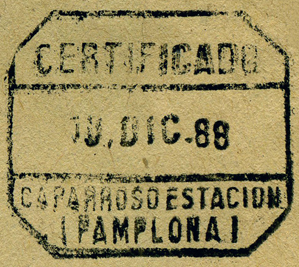 CERTIFICADO
10.DIC.88
CAPARROSO ESTACION
(PAMPLONA)